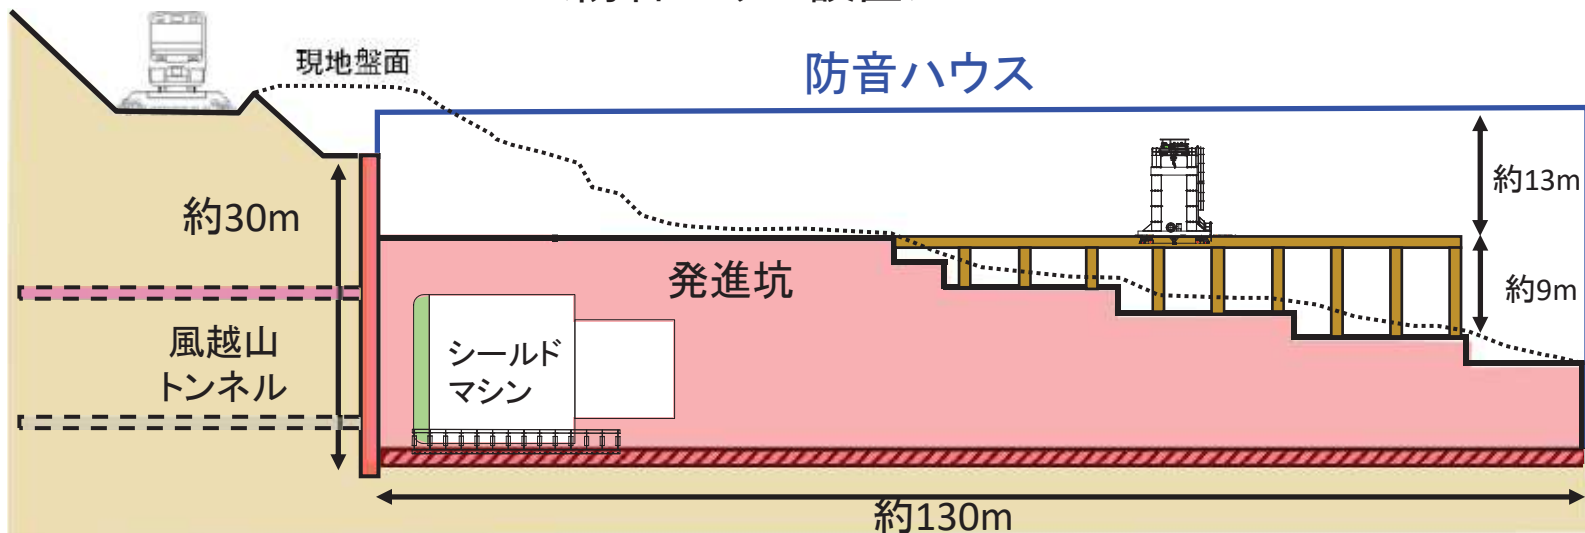 現地盤面
防音ハウス
約13m
約30m
発進坑
約9m
風越山
トンネル
シールド
マシン
約130m